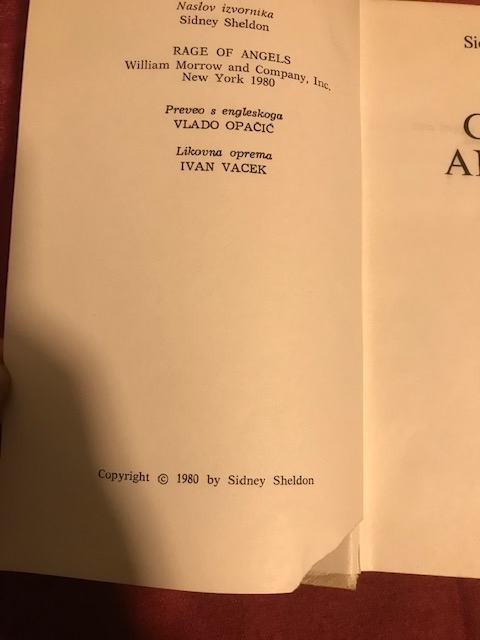 Naslov izvornika
Sidney Sheldon
RAGE OF ANGELS
William Morrow and Company, Inc.
New York 1980
Preveo s engleskoga
VLADO OPAČIĆ
Likovna oprema
IVAN VACEK
Copyright © 1980 by Sidney Sheldon